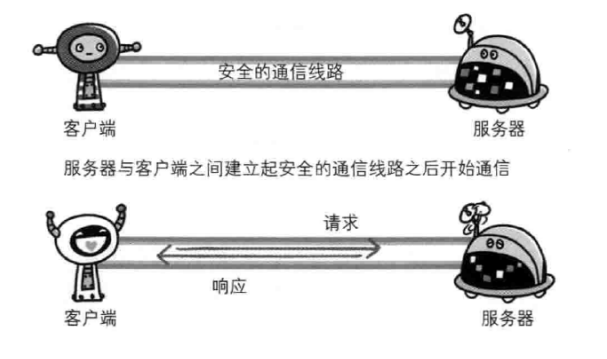 安全的通信线路
客户端
服务器
服务器与客户端之间建立起安全的通信线路之后开始通信
请求
响应
客户端
服务器